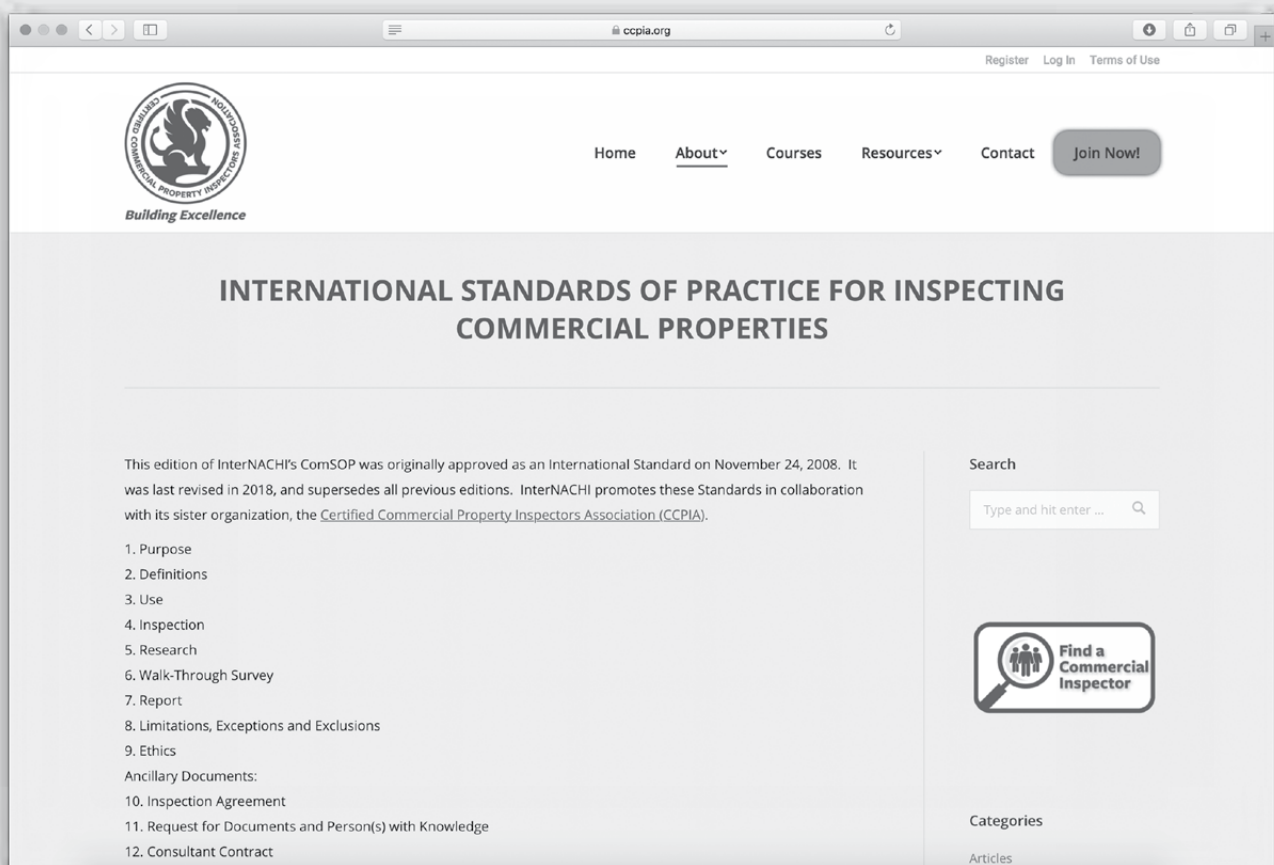 ccpia.org
Register Log In Terms of Use
CERTIFIED COMMERCIAL PROPERTY INSPECTORS ASSOCIATION
Building Excellence
Home About Courses Resources Contact Join Now!
INTERNATIONAL STANDARDS OF PRACTICE FOR INSPECTING
COMMERCIAL PROPERTIES
This edition of InterNACHI's ComSOP was originally approved as an International Standard on November 24, 2008. It
was last revised in 2018, and supersedes all previous editions. InterNACHI promotes these Standards in collaboration
with its sister organization, the Certified Commercial Property Inspectors Association (CCPIA).
1. Purpose
2. Definitions
3. Use
4. Inspection
5. Research
6. Walk-Through Survey
7. Report
8. Limitations, Exceptions and Exclusions
9. Ethics
Ancillary Documents:
10. Inspection Agreement
11. Request for Documents and Person(s) with Knowledge
12. Consultant Contract
Search
Type and hit enter ...
Find a
Commercial
Inspector
Categories
Articles